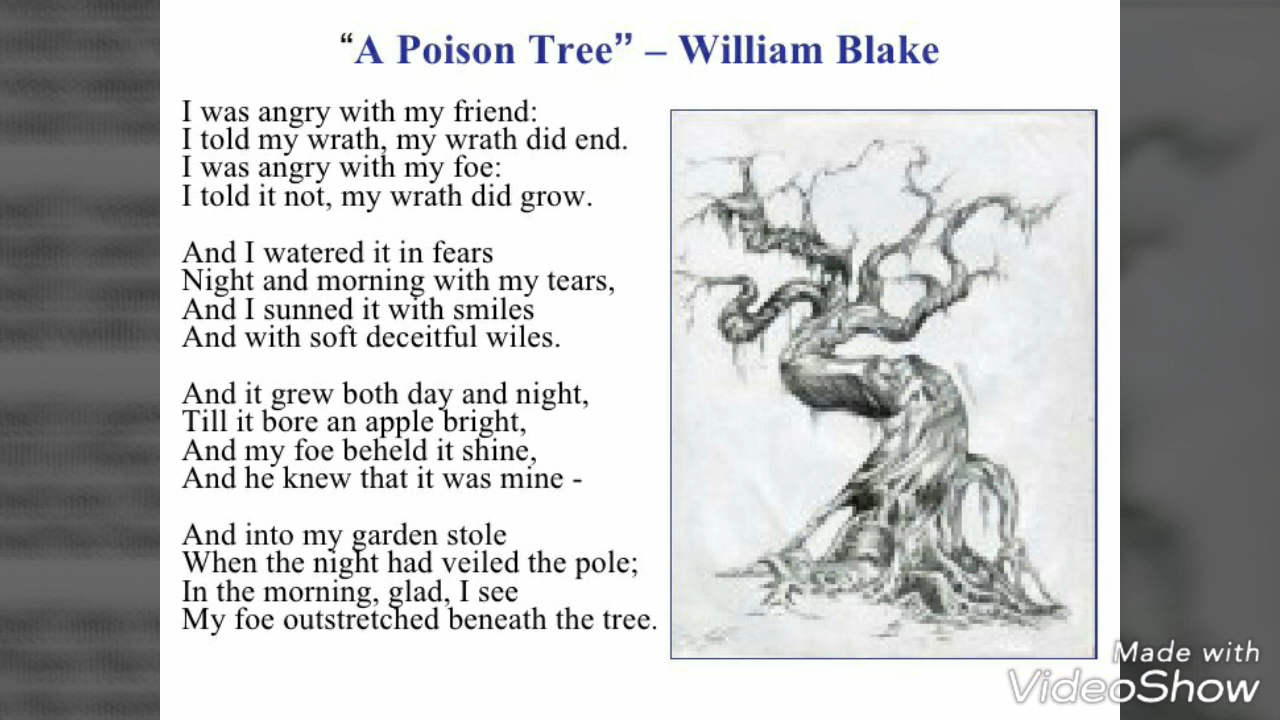 “A Poison Tree” – William Blake
I was angry with my friend:
I told my wrath, my wrath did end.
I was angry with my foe:
I told it not, my wrath did grow.
And I watered it in fears
Night and morning with my tears,
And I sunned it with smiles
And with soft deceitful wiles.
And it grew both day and night,
Till it bore an apple bright,
And my foe beheld it shine,
And he knew that it was mine -
And into my garden stole
When the night had veiled the pole;
In the morning, glad, I see
My foe outstretched beneath the tree.
Made with
VideoShow